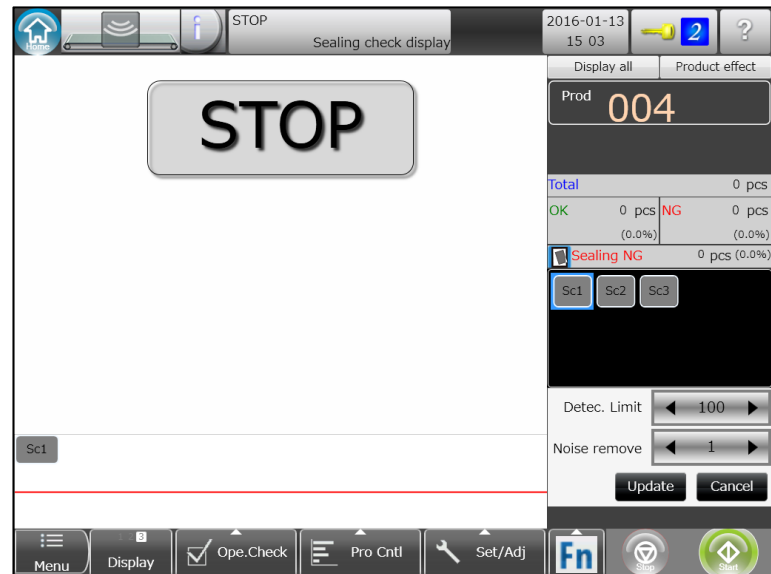 STOP
Sealing check display
Home
i
2016-01-13
15 03
2
?
Display all
Product effect
STOP
Prod
004
Total
0 pcs
OK
0 pcs
NG
0 pcs
(0.0%)
(0.0%)
Sealing NG
0 pcs (0.0%)
Sc1
Sc2
Sc3
Detec. Limit
100
Noise remove
1
Update
Cancel
Sc1
Menu
1 2 3
Display
Ope.Check
Pro Cntl
Set/Adj
Fn
Stop
Start